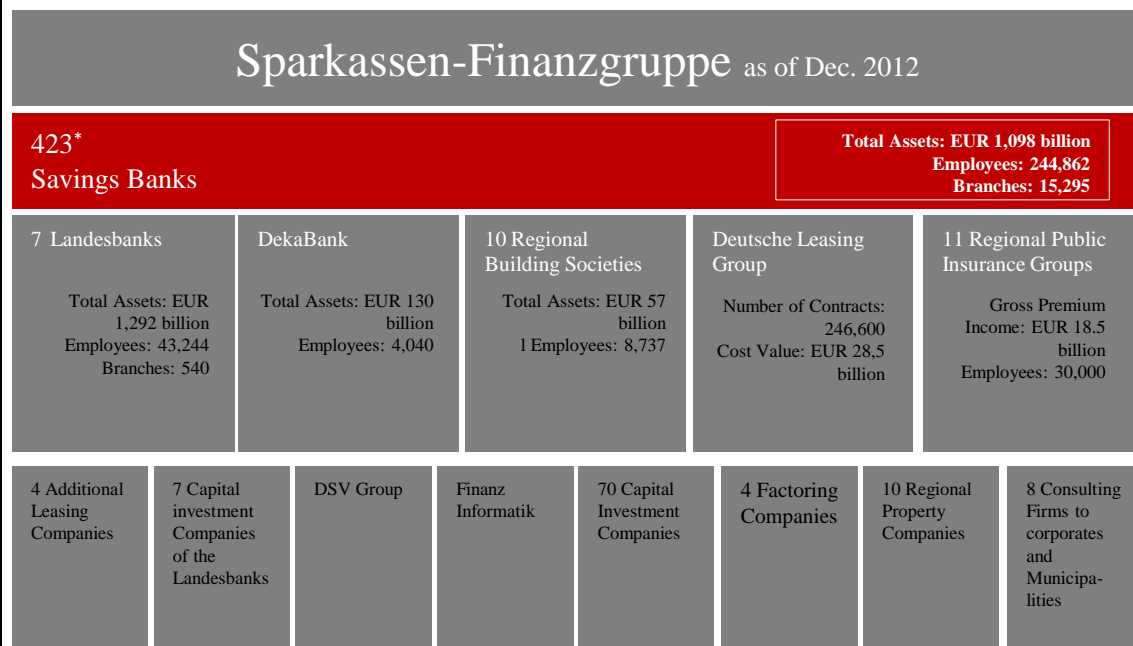 Sparkassen-Finanzgruppe as of Dec. 2012
423*
Savings Banks
Total Assets: EUR 1,098 billion
Employees: 244,862
Branches: 15,295
7 Landesbanks
Total Assets: EUR
1,292 billion
Employees: 43,244
Branches: 540
DekaBank
Total Assets: EUR 130
billion
Employees: 4,040
10 Regional
Building Societies
Total Assets: EUR 57
billion
l Employees: 8,737
Deutsche Leasing
Group
Number of Contracts:
246,600
Cost Value: EUR 28,5
billion
11 Regional Public
Insurance Groups
Gross Premium
Income: EUR 18.5
billion
Employees: 30,000
4 Additional
Leasing
Companies
7 Capital
investment
Companies
of the
Landesbanks
DSV Group
Finanz
Informatik
70 Capital
Investment
Companies
4 Factoring
Companies
10 Regional
Property
Companies
8 Consulting
Firms to
corporates
and
Municipa-
lities